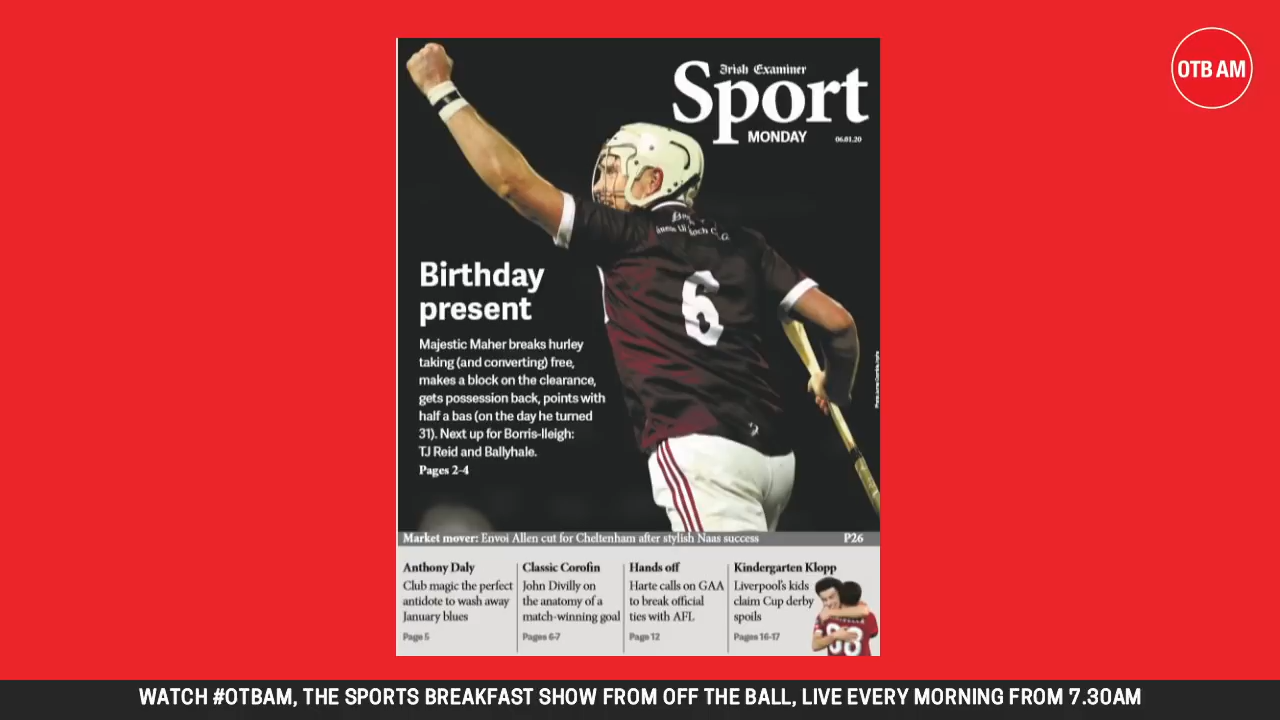 OTB AM
Irish Examiner
Sport
MONDAY
06.01.20
6
Birthday
present
Majestic Maher breaks hurley
taking (and converting) free,
makes a block on the clearance,
gets possession back, points with
half a bas (on the day he turned
31). Next up for Borris-Ileigh:
TJ Reid and Ballyhale.
Pages 2-4
Market mover: Envoi Allen cut for Cheltenham after stylish Naas success P26
Anthony Daly
Club magic the perfect
antidote to wash away
January blues
Page 5
Classic Corofin
John Divilly on
the anatomy of a
match-winning goal
Pages 6-7
Hands off
Harte calls on GAA
to break official
ties with AFL
Page 12
Kindergarten Klopp
Liverpool's kids
claim Cup derby
spoils
Pages 16-17
WATCH #OTBAM, THE SPORTS BREAKFAST SHOW FROM OFF THE BALL, LIVE EVERY MORNING FROM 7.30AM